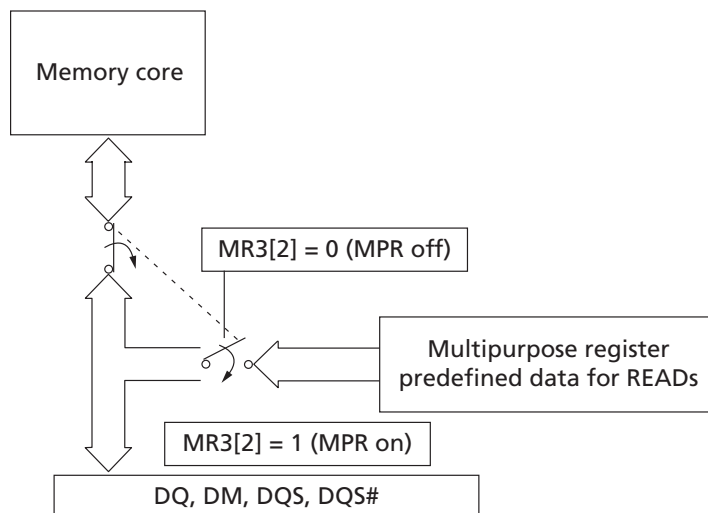 Memory core
MR3[2] = 0 (MPR off)
Multipurpose register
predefined data for READs
MR3[2] = 1 (MPR on)
DQ, DM, DQS, DQS#